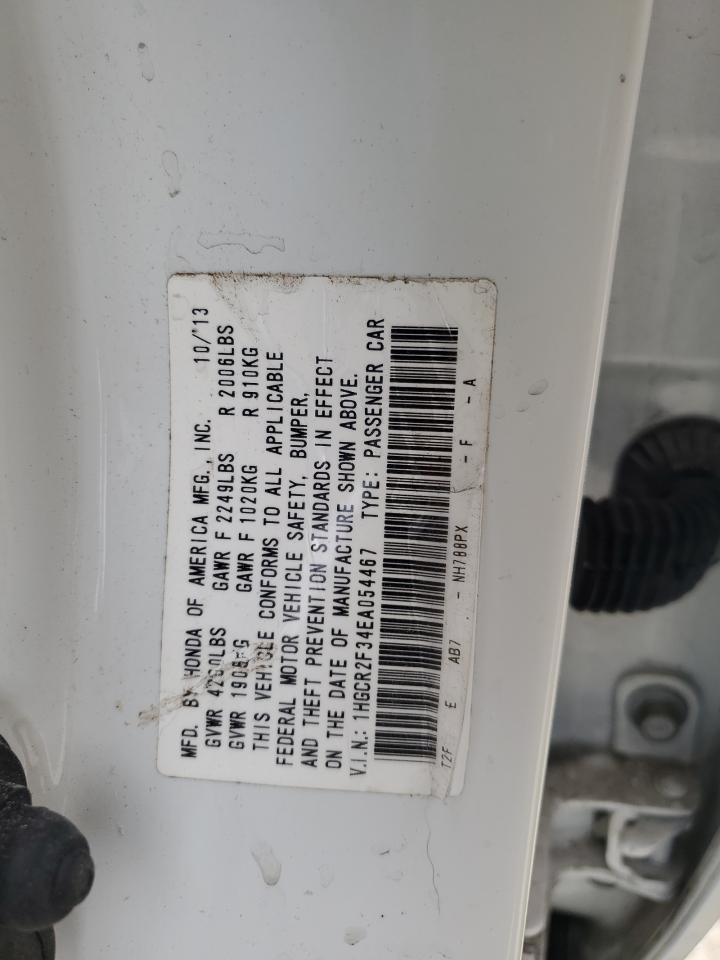 MFD. BY HONDA OF AMERICA MFG., INC. 10/13
GVWR LBS GAWR F 2249LBS R 2006LBS
GVWR GAWR F 1020KG R 910KG
THIS VEHICLE CONFORMS TO ALL APPLICABLE
FEDERAL MOTOR VEHICLE SAFETY, BUMPER,
AND THEFT PREVENTION STANDARDS IN EFFECT
ON THE DATE OF MANUFACTURE SHOWN ABOVE.
V.I.N.: 1HGCR2F34EA054467 TYPE: PASSENGER CAR
T2F E AB7 - NH788PX - F - A